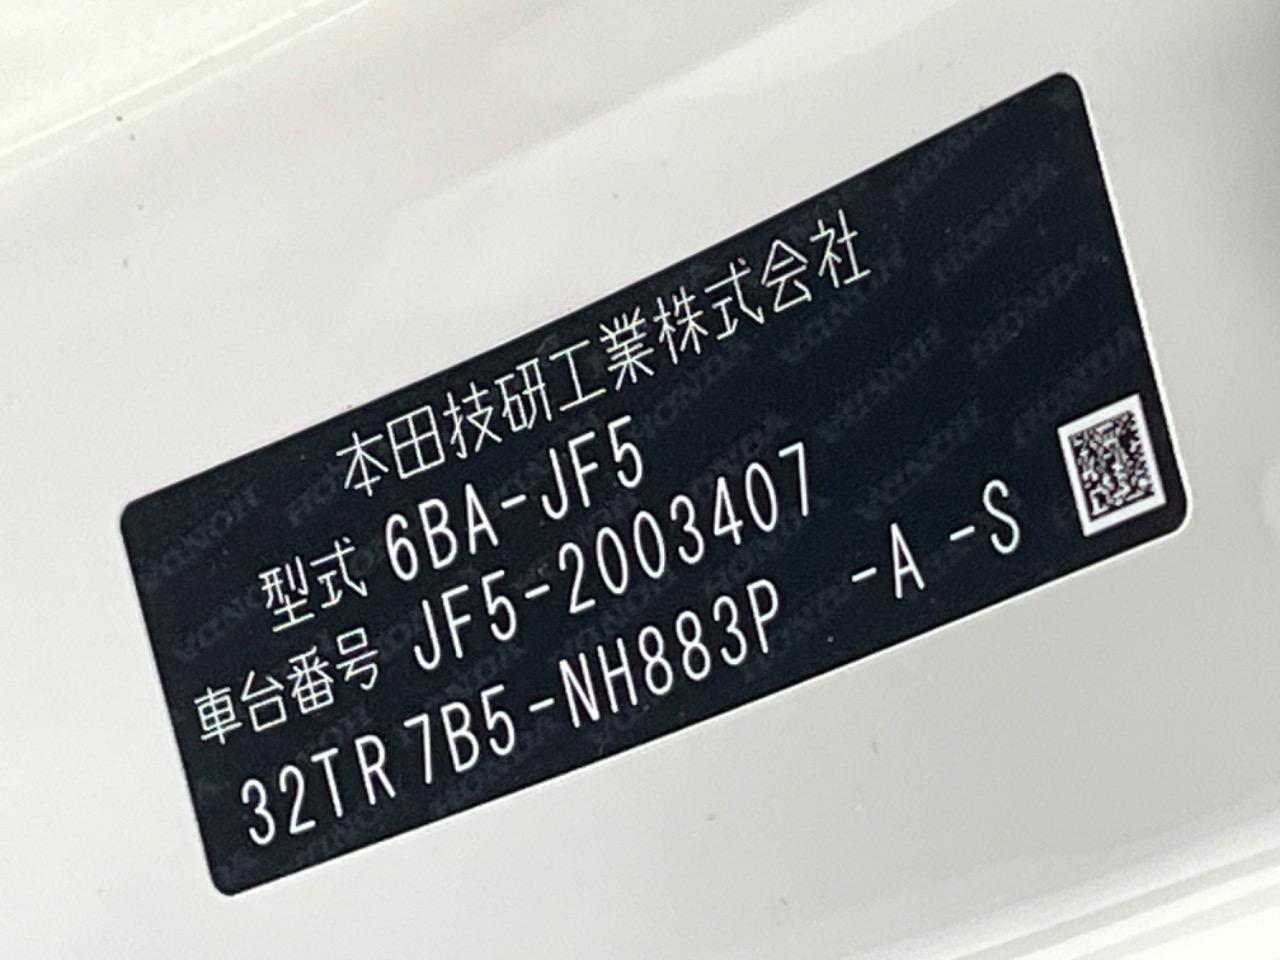 本田技研工業株式会社
型式 6BA-JF5
車台番号 JF5-2003407
32TR 7B5-NH883P -A -S